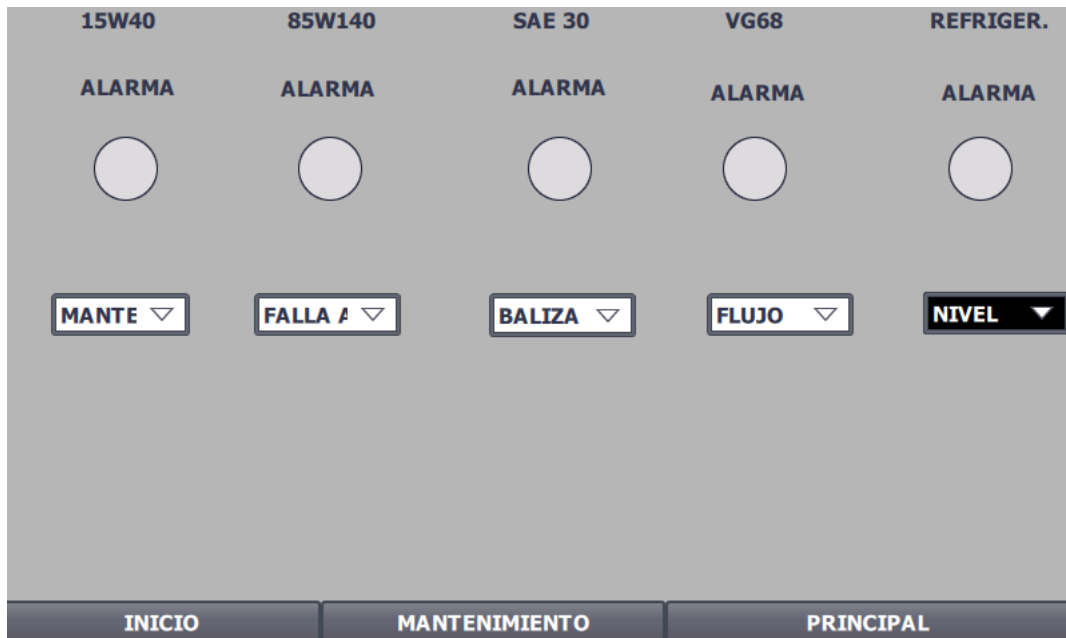 15W40 85W140 SAE 30 VG68 REFRIGER.
ALARMA ALARMA ALARMA ALARMA ALARMA
MANTE FALLA A BALIZA FLUJO NIVEL
INICIO MANTENIMIENTO PRINCIPAL